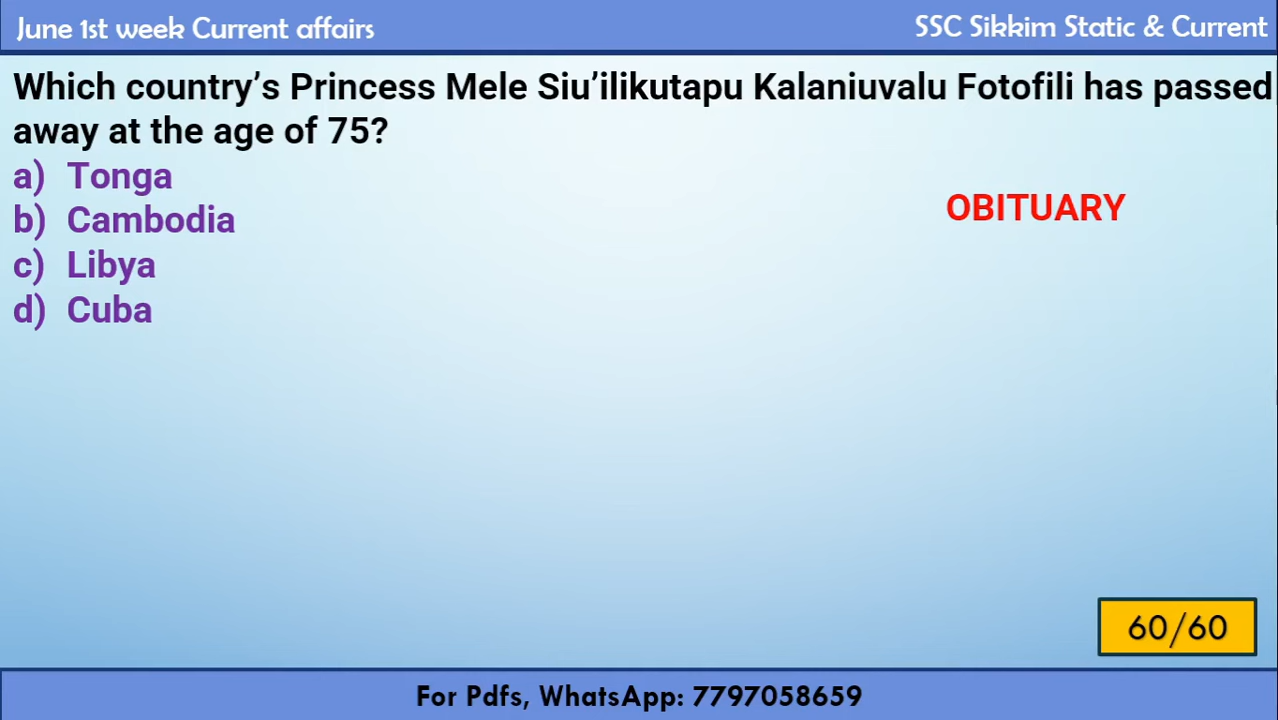 June 1st week Current affairs
SSC Sikkim Static & Current
Which country’s Princess Mele Siu’ilikutapu Kalaniuvalu Fotofili has passed
away at the age of 75?
a) Tonga
OBITUARY
b) Cambodia
c) Libya
d) Cuba
60/60
For Pdfs, WhatsApp: 7797058659